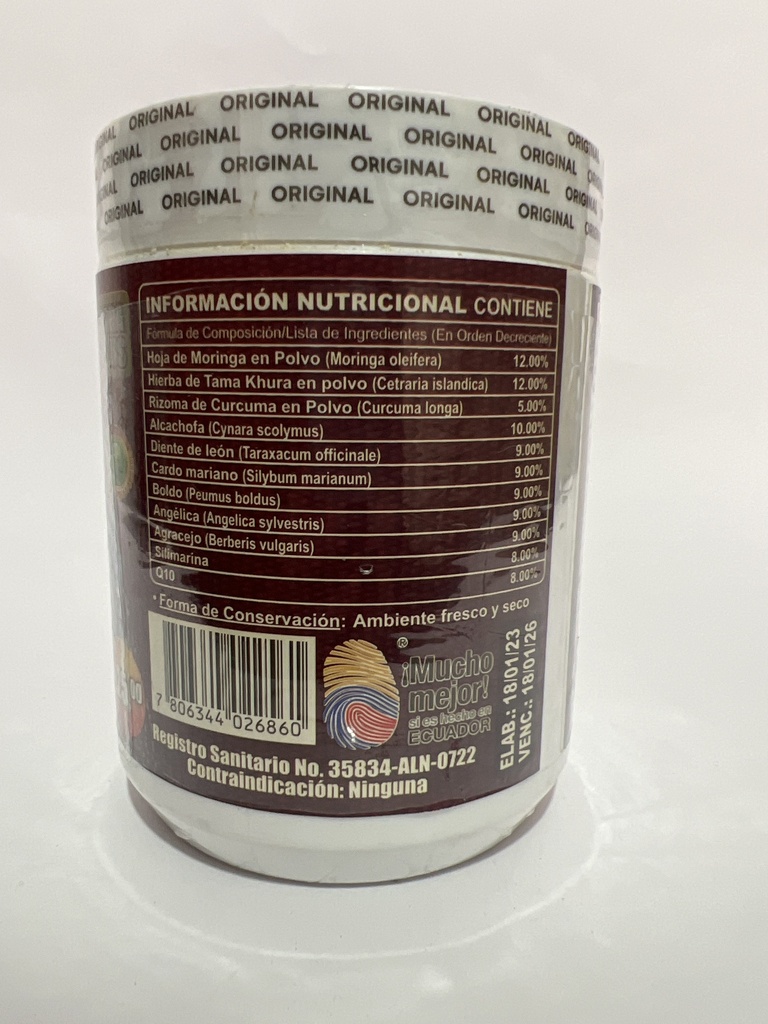 ORIGINAL ORIGINAL ORIGINAL ORIGINAL
ORIGINAL ORIGINAL ORIGINAL ORIGINAL
ORIGINAL ORIGINAL ORIGINAL ORIGINAL
ORIGINAL ORIGINAL ORIGINAL ORIGINAL ORIGINAL
INFORMACIÓN NUTRICIONAL CONTIENE
Fórmula de Composición/Lista de Ingredientes (En Orden Decreciente)
Hoja de Moringa en Polvo (Moringa oleifera) 12.00%
Hierba de Tama Khura en polvo (Cetraria islandica) 12.00%
Rizoma de Curcuma en Polvo (Curcuma longa) 5.00%
Alcachofa (Cynara scolymus) 10.00%
Diente de león (Taraxacum officinale) 9.00%
Cardo mariano (Silybum marianum) 9.00%
Boldo (Peumus boldus) 9.00%
Angélica (Angelica sylvestris) 9.00%
Agracejo (Berberis vulgaris) 9.00%
Silimarina 8.00%
Q10 8.00%
• Forma de Conservación: Ambiente fresco y seco
7 806344 026860
®
¡Mucho
mejor!
si es hecho en
ECUADOR
ELAB.: 18/01/23
VENC.: 18/01/26
Registro Sanitario No. 35834-ALN-0722
Contraindicación: Ninguna